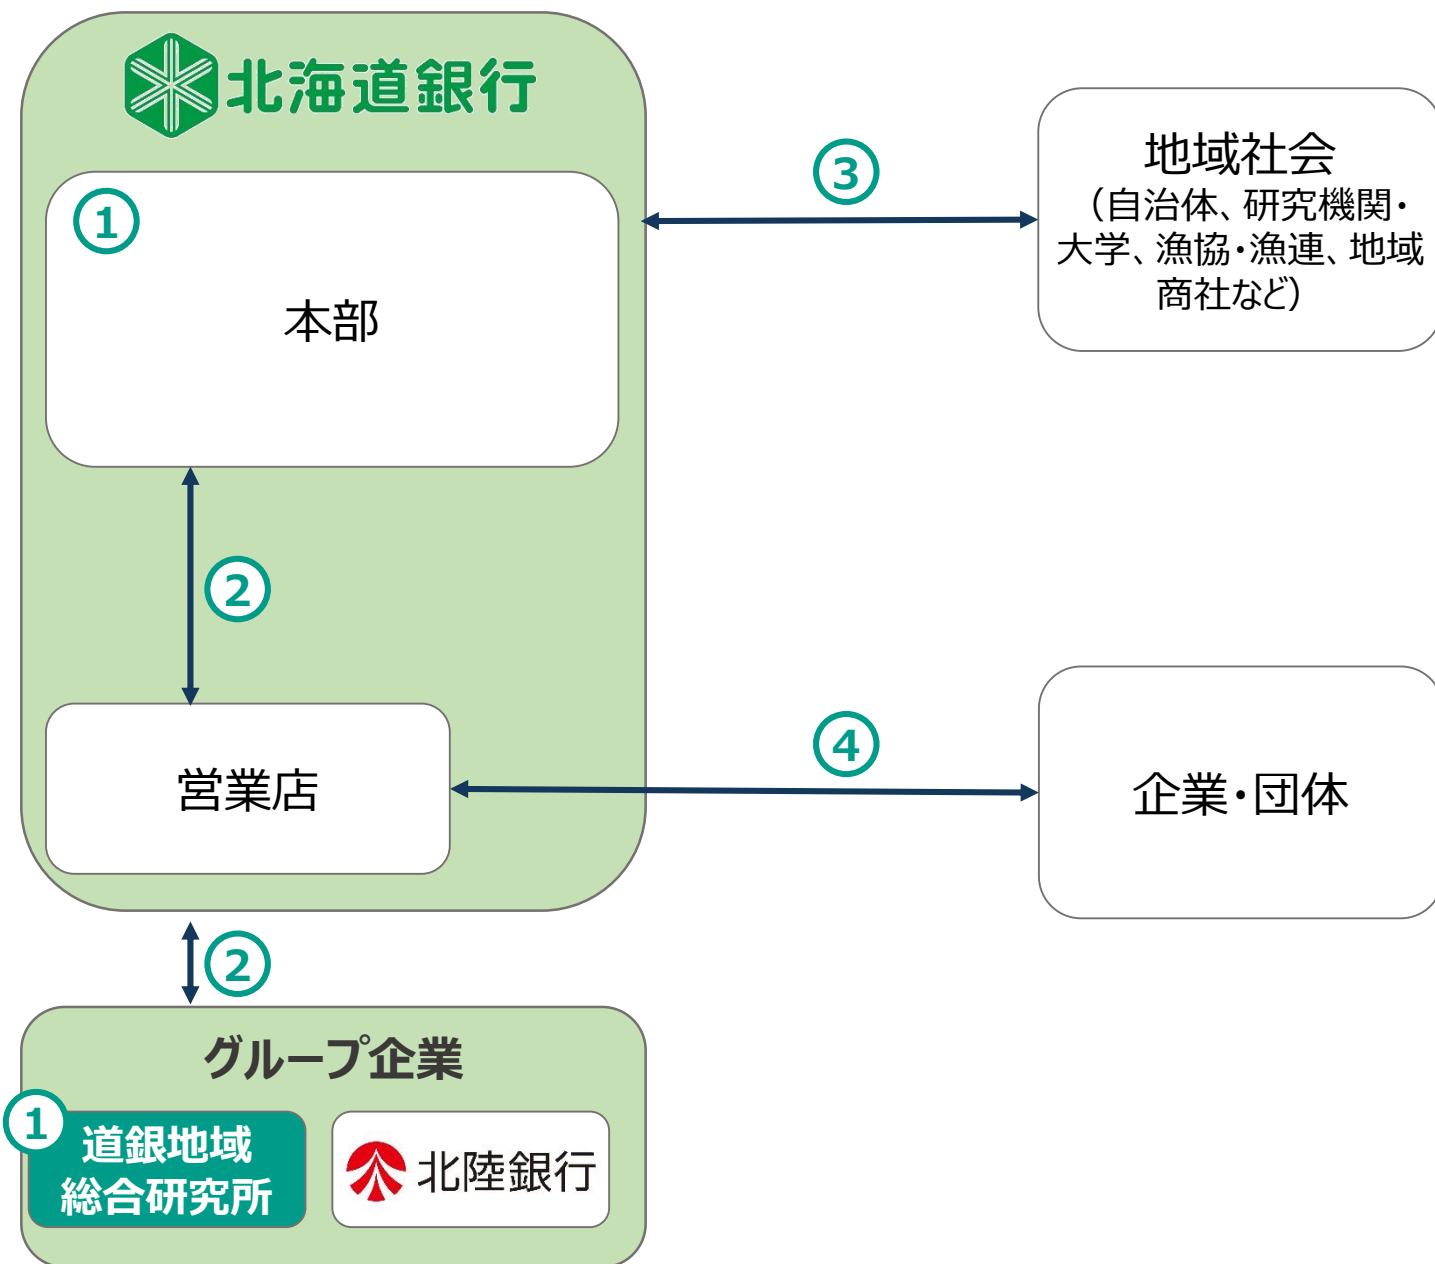 北海道銀行
①
本部
③
地域社会
（自治体、研究機関・
大学、漁協・漁連、地域
商社など）
②
営業店
④
企業・団体
②
グループ企業
①
道銀地域
総合研究所
北陸銀行